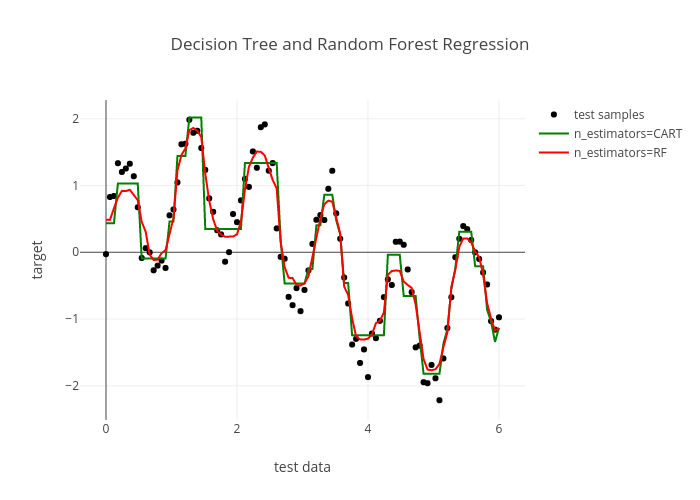 Decision Tree and Random Forest Regression
test samples
n_estimators=CART
n_estimators=RF
2
1
0
−1
−2
target
0
2
4
6
test data